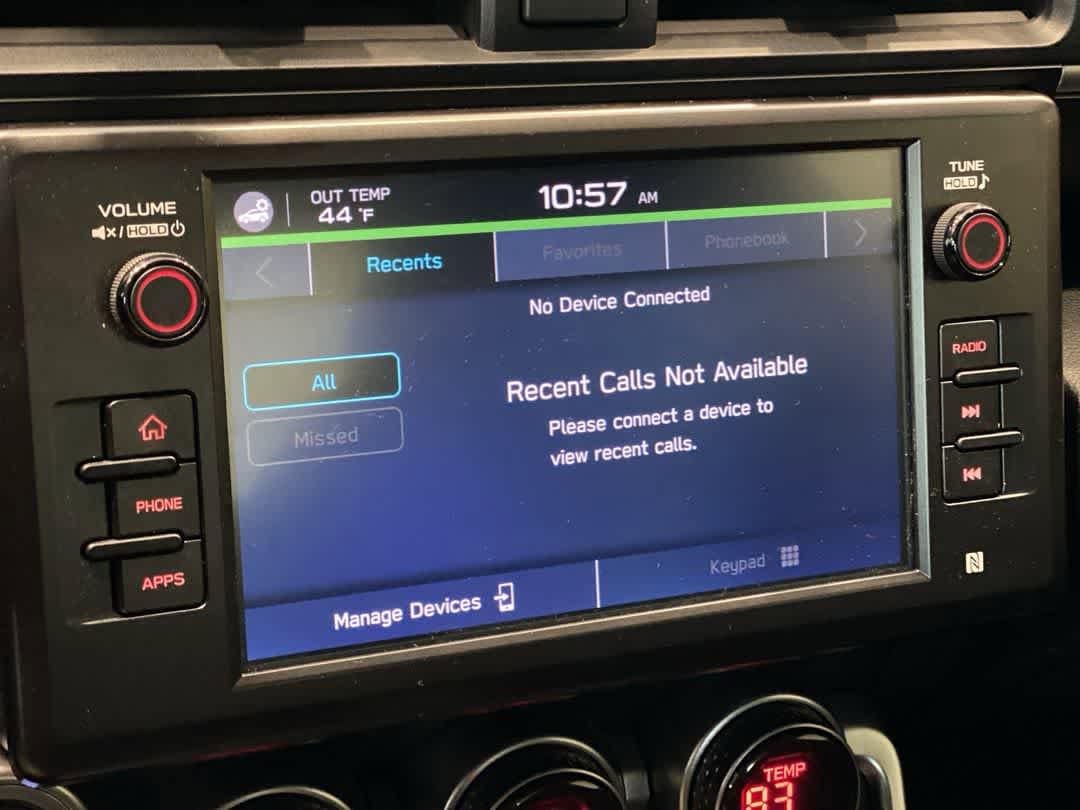 VOLUME
/ HOLD
OUT TEMP
44 °F
10:57 AM
TUNE
HOLD
Recents
Favorites
Phonebook
No Device Connected
All
Missed
Recent Calls Not Available
Please connect a device to
view recent calls.
RADIO
PHONE
APPS
Manage Devices
Keypad
N
TEMP
83